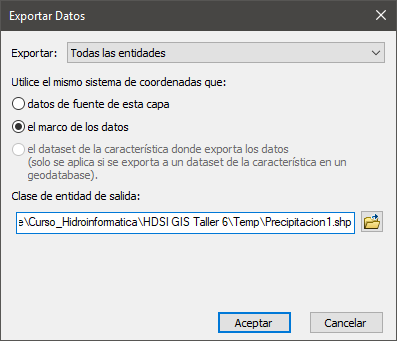 Exportar Datos
Exportar: Todas las entidades
Utilice el mismo sistema de coordenadas que:
datos de fuente de esta capa
el marco de los datos
el dataset de la característica donde exporta los datos
(solo se aplica si se exporta a un dataset de la característica en un
geodatabase).
Clase de entidad de salida:
e\Curso_Hidroinformatica\HDSI GIS Taller 6\Temp\Precipitacion1.shp
Aceptar Cancelar